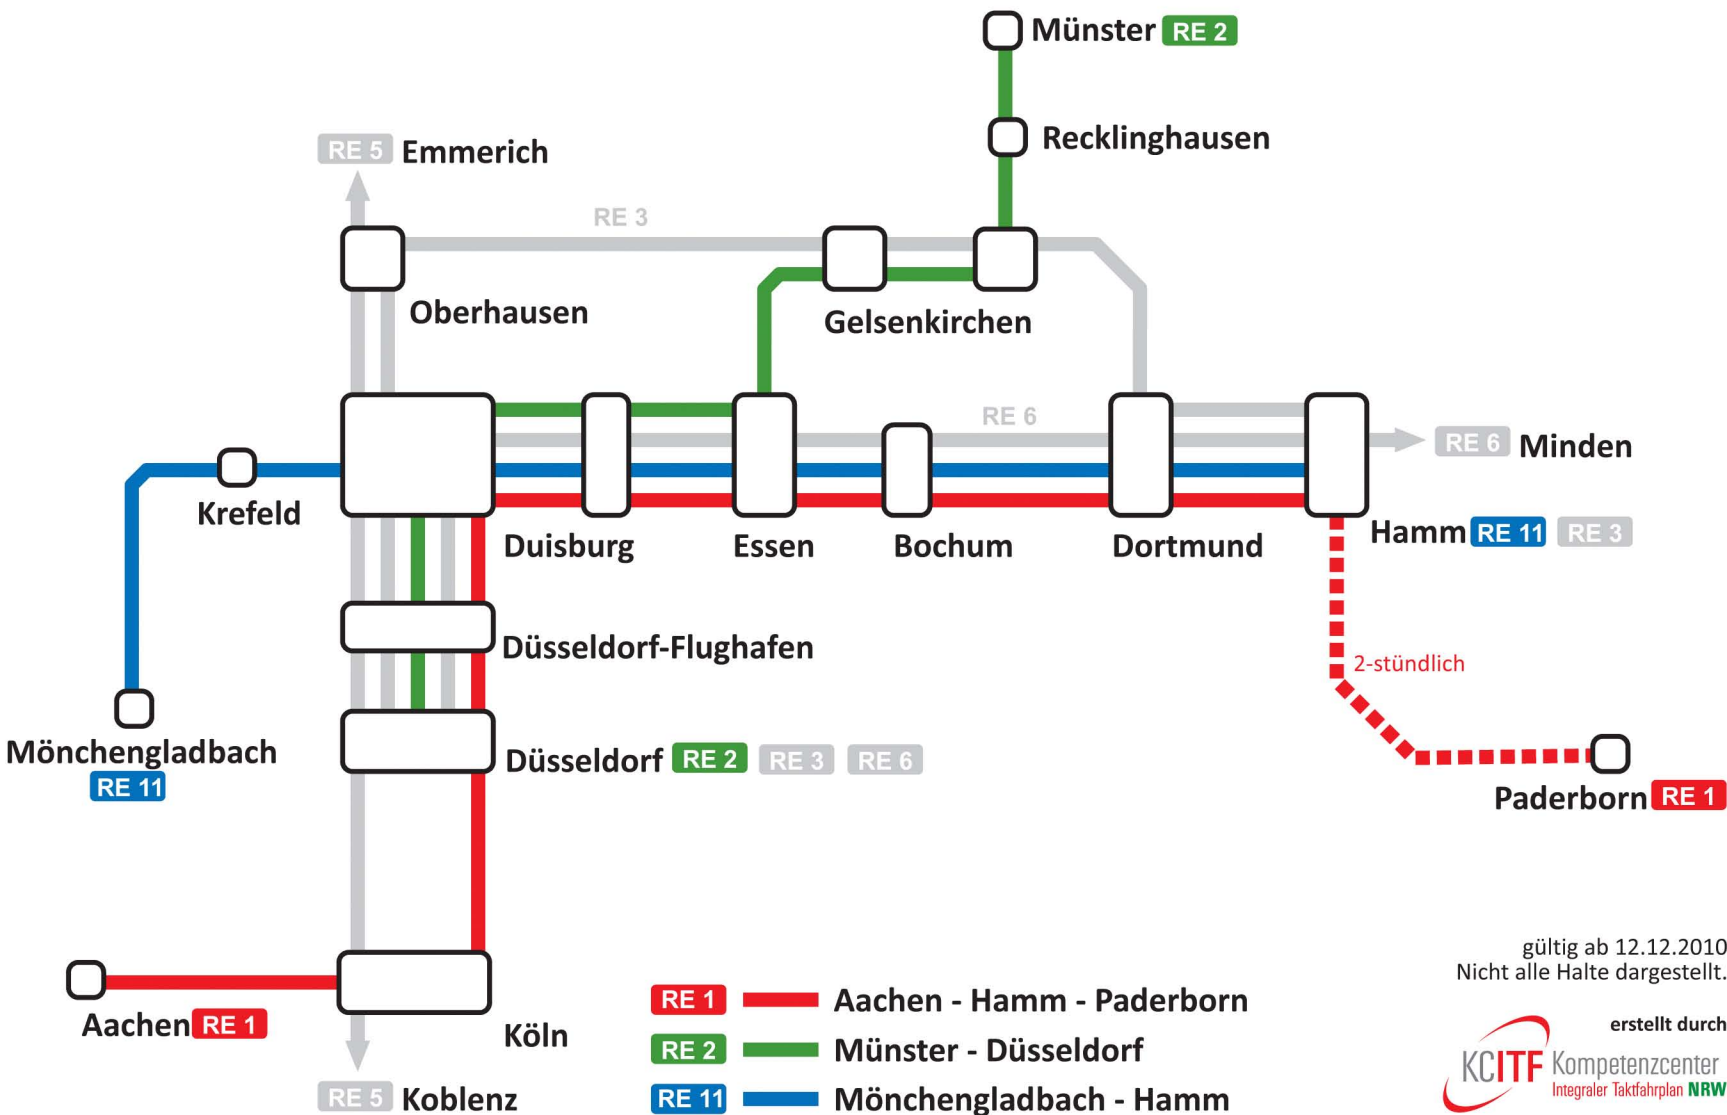 Münster RE 2
Recklinghausen
RE 5 Emmerich
RE 3
Oberhausen
Gelsenkirchen
RE 6
RE 6 Minden
Krefeld
Duisburg
Essen
Bochum
Dortmund
Hamm RE 11 RE 3
Düsseldorf-Flughafen
2-stündlich
Mönchengladbach
RE 11
Düsseldorf RE 2 RE 3 RE 6
Paderborn RE 1
Aachen RE 1
Köln
RE 5 Koblenz
RE 1 Aachen - Hamm - Paderborn
RE 2 Münster - Düsseldorf
RE 11 Mönchengladbach - Hamm
gültig ab 12.12.2010
Nicht alle Halte dargestellt.
erstellt durch
KCITF Kompetenzcenter
Integraler Taktfahrplan NRW